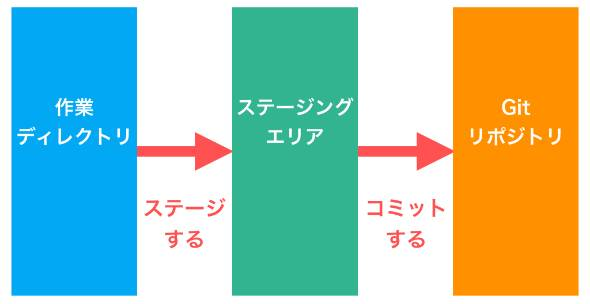 作業
ディレクトリ
ステージング
エリア
Git
リポジトリ
ステージ
する
コミット
する